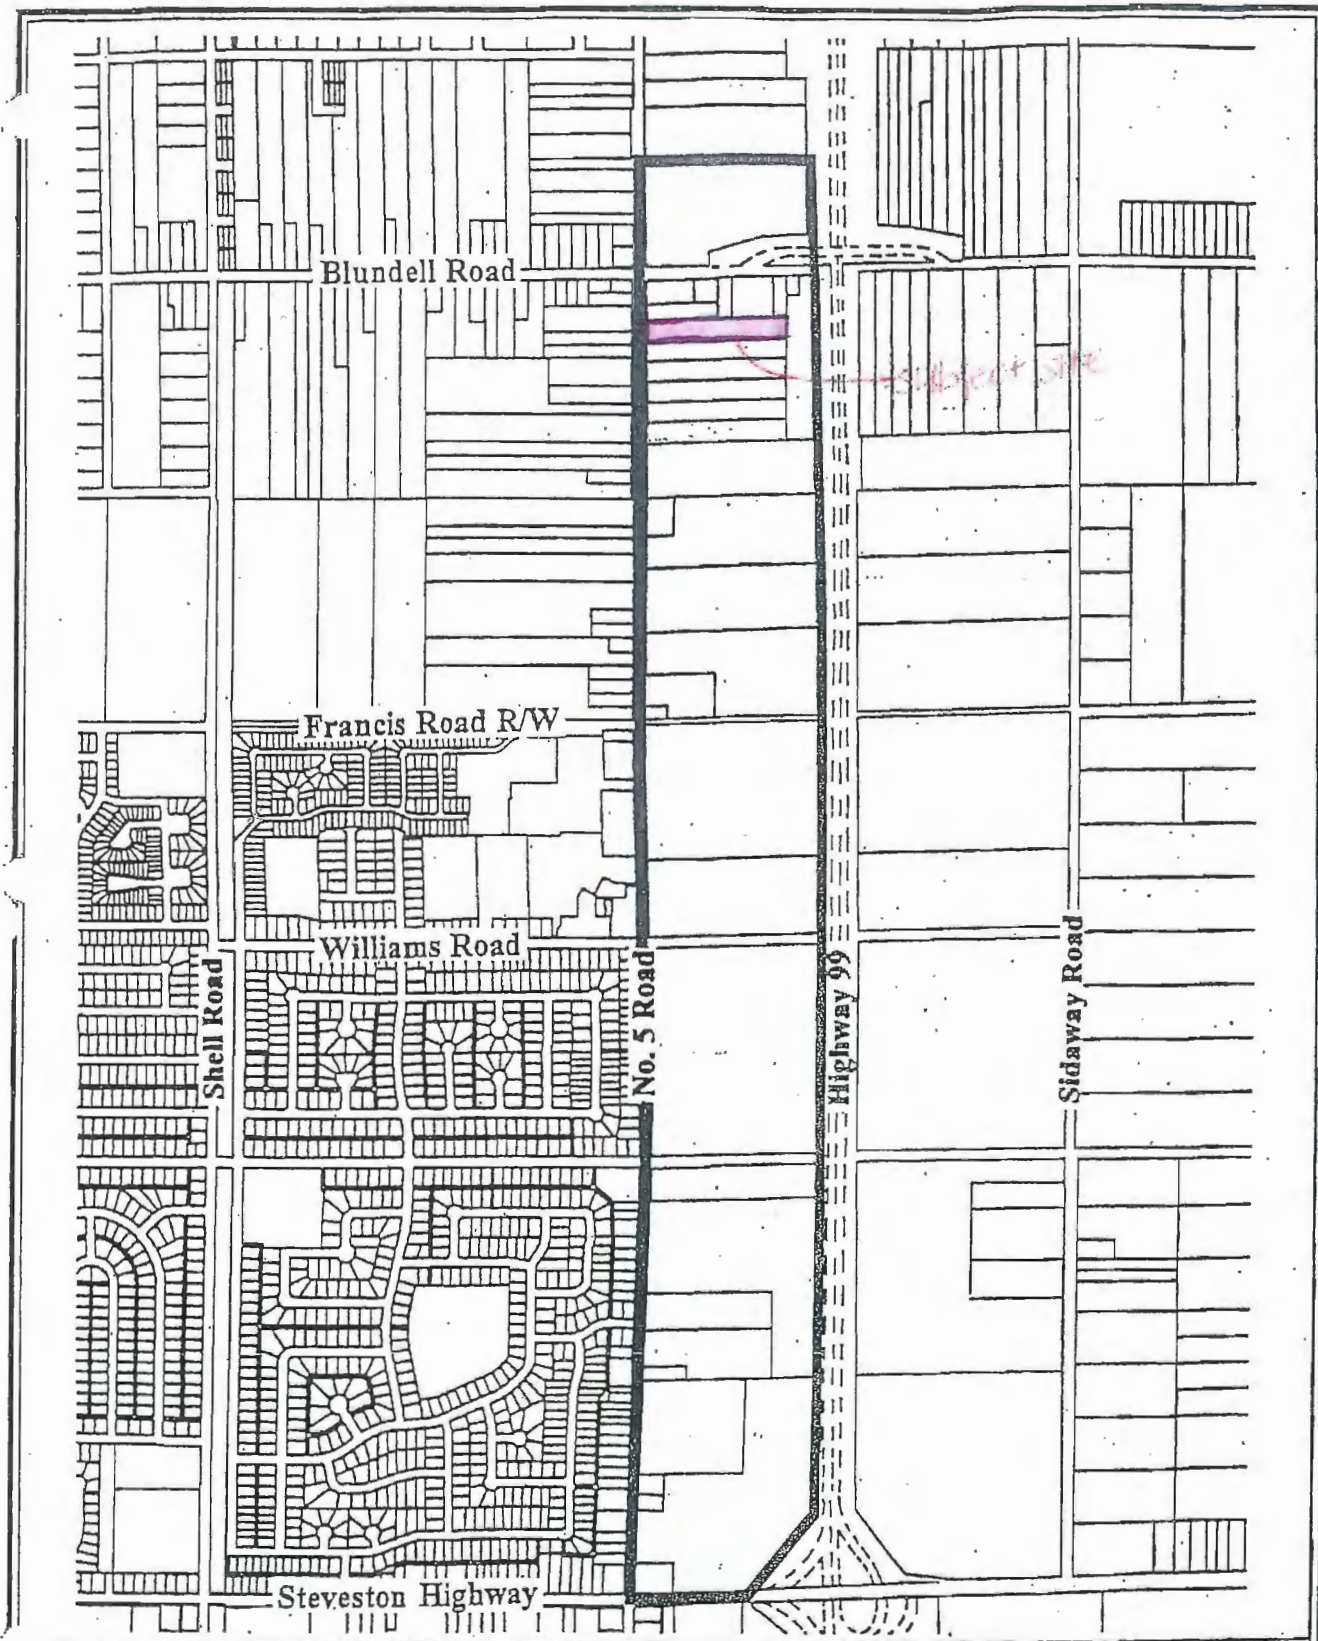 Blundell Road
subject site
Francis Road R/W
Williams Road
Shell Road
No. 5 Road
Highway 99
Sidaway Road
Steveston Highway